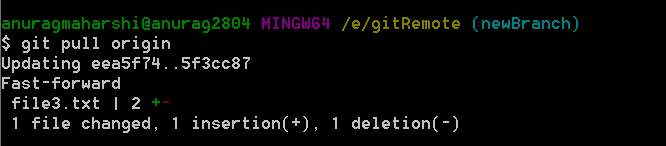 anuragmaharshi@anurag2804 MINGW64 /e/gitRemote (newBranch)
$ git pull origin
Updating eea5f74..5f3cc87
Fast-forward
 file3.txt | 2 +-
 1 file changed, 1 insertion(+), 1 deletion(-)